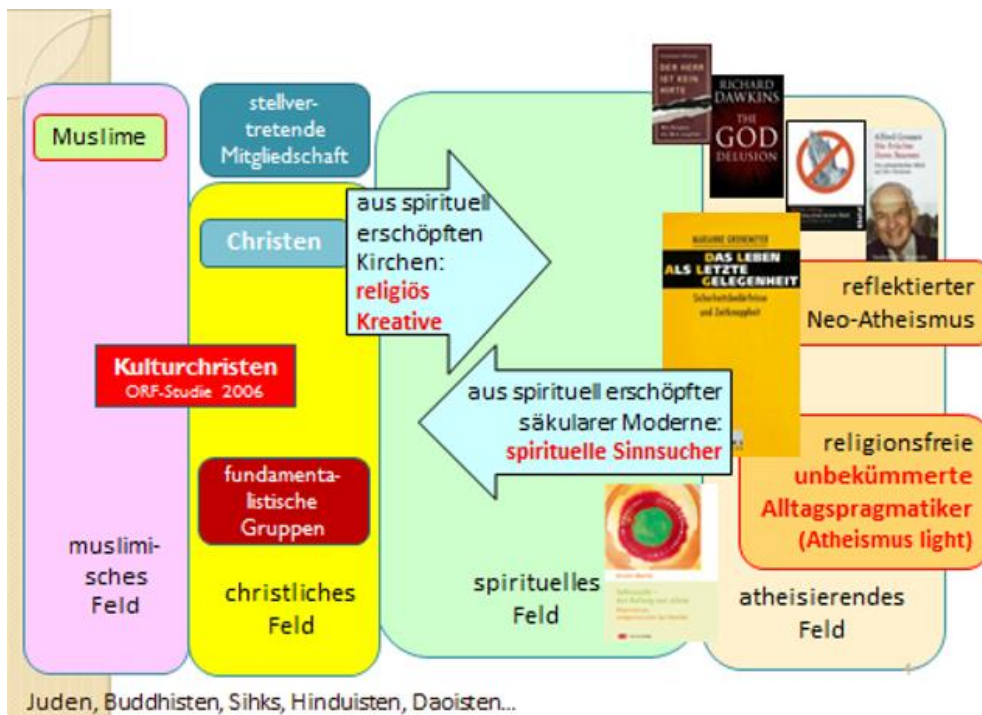 Muslime
muslimi-
sches
Feld
stellver-
tretende
Mitgliedschaft
Christen
Kulturchristen
ORF-Studie 2006
fundamenta-
listische
Gruppen
christliches
Feld
aus spirituell
erschöpften
Kirchen:
religiös
Kreative
aus spirituell erschöpfter
säkularer Moderne:
spirituelle Sinnsucher
spirituelles
Feld
DER HERR
IST KEIN
HIRTE
RICHARD
DAWKINS
THE
GOD
DELUSION
MARIANNE GRONEMEYER
DAS LEBEN
ALS LETZTE
GELEGENHEIT
Sicherheitsbedürfnisse
und Zeitknappheit
reflektierter
Neo-Atheismus
religionsfreie
unbekümmerte
Alltagspragmatiker
(Atheismus light)
atheisierendes
Feld
Juden, Buddhisten, Sihks, Hinduisten, Daoisten...